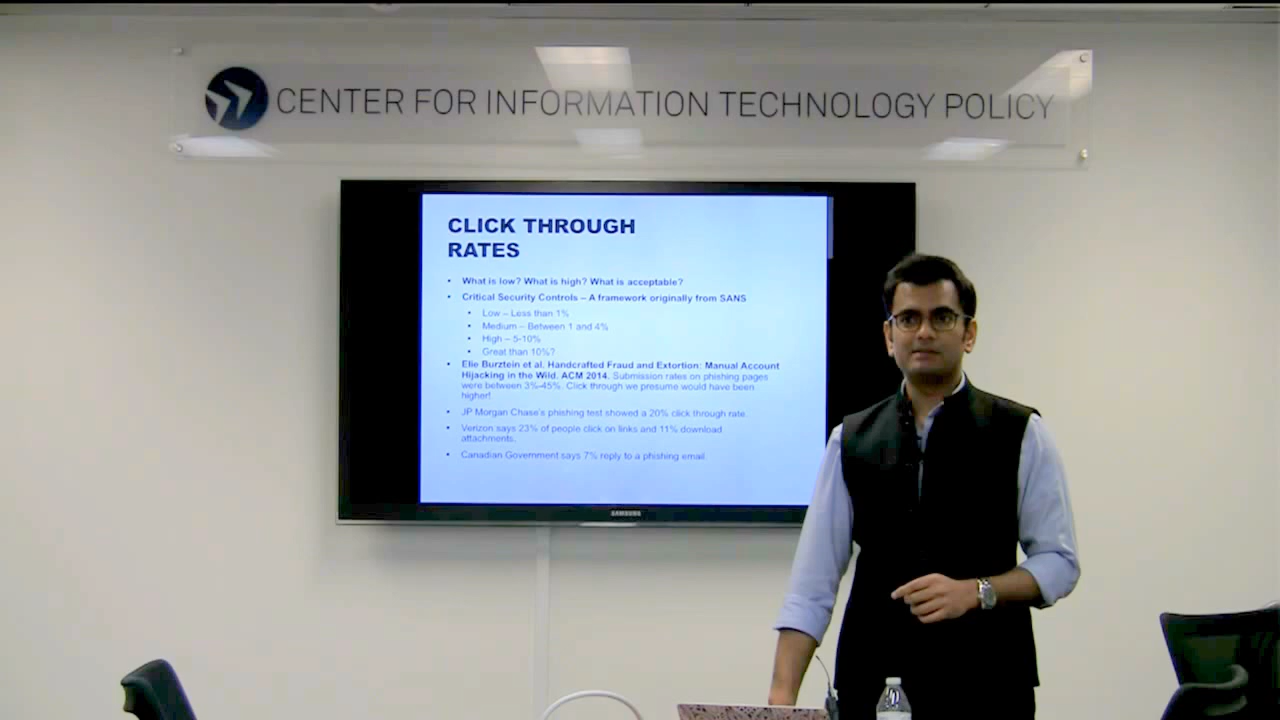 CENTER FOR INFORMATION TECHNOLOGY POLICY
CLICK THROUGH
RATES
• What is low? What is high? What is acceptable?
• Critical Security Controls – A framework originally from SANS
• Low – Less than 1%
• Medium – Between 1 and 4%
• High – 5-10%
• Great than 10%?
• Elie Burztein et al. Handcrafted Fraud and Extortion: Manual Account
Hijacking in the Wild. ACM 2014. Submission rates on phishing pages
were between 3%-45%. Click through we presume would have been
higher!
• JP Morgan Chase's phishing test showed a 20% click through rate.
• Verizon says 23% of people click on links and 11% download
attachments.
• Canadian Government says 7% reply to a phishing email.
SAMSUNG